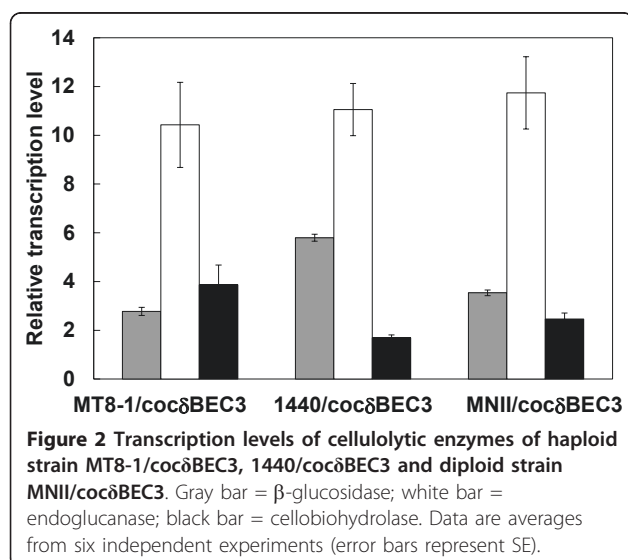 14
12
10
8
6
4
2
0
Relative transcription level
MT8-1/cocδBEC3 1440/cocδBEC3 MNII/cocδBEC3
Figure 2 Transcription levels of cellulolytic enzymes of haploid
strain MT8-1/cocδBEC3, 1440/cocδBEC3 and diploid strain
MNII/cocδBEC3. Gray bar = β-glucosidase; white bar =
endoglucanase; black bar = cellobiohydrolase. Data are averages
from six independent experiments (error bars represent SE).